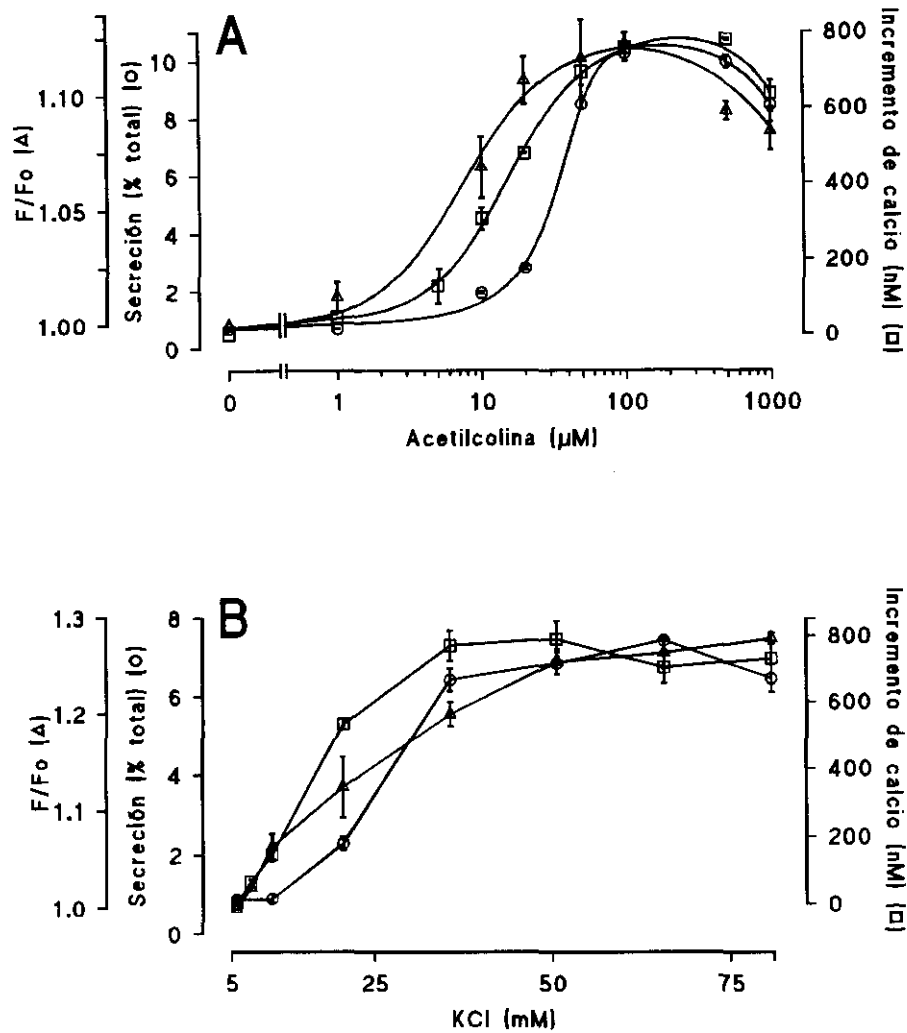 A
F/Fo (Δ)
1.10
1.05
1.00
Secreción (% total) (o)
10
8
6
4
2
0
800
600
400
200
0
Incremento de calcio (nM) (□)
0 1 10 100 1000
Acetilcolina (µM)
B
F/Fo (Δ)
1.3
1.2
1.1
1.0
Secreción (% total) (o)
8
6
4
2
0
800
600
400
200
0
Incremento de calcio (nM) (□)
5 25 50 75
KCl (mM)